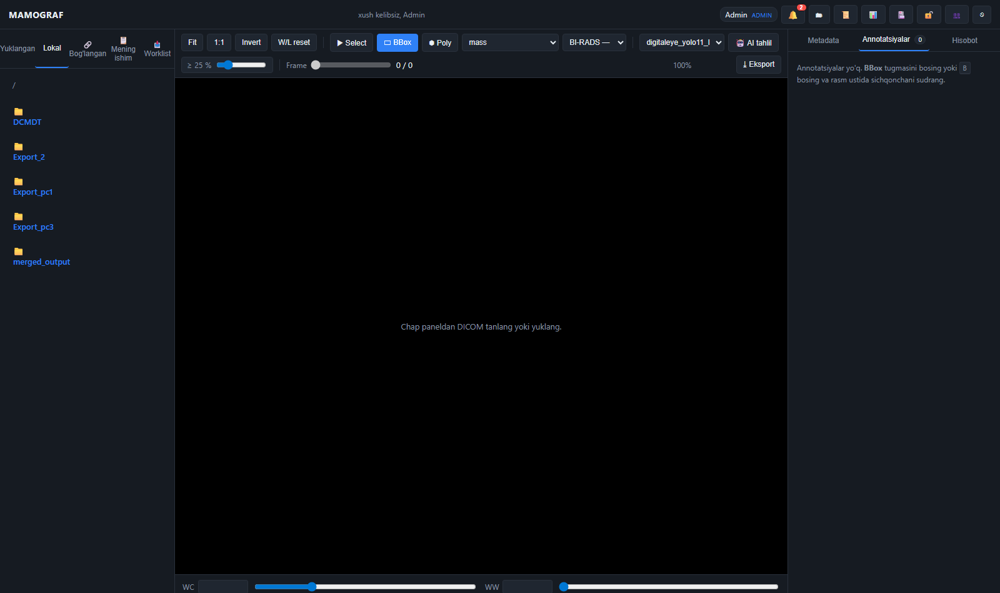 MAMOGRAF
xush kelibsiz, Admin
Admin ADMIN
2
Yuklangan
Lokal
Bog'langan
Mening ishim
Worklist
Fit
1:1
Invert
W/L reset
Select
BBox
Poly
mass
BI-RADS —
digitaleye_yolo11_l
AI tahlil
≥ 25 %
Frame
0 / 0
100%
Eksport
Metadata
Annotatsiyalar 0
Hisobot
Annotatsiyalar yo'q. BBox tugmasini bosing yoki B
bosing va rasm ustida sichqonchani sudrang.
/
DCMDT
Export_2
Export_pc1
Export_pc3
merged_output
Chap paneldan DICOM tanlang yoki yuklang.
WC
WW